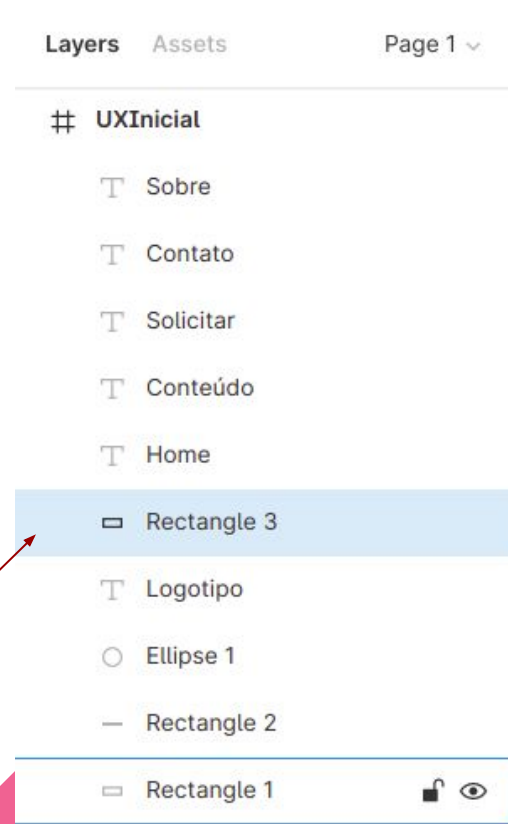 Layers Assets Page 1
UXInicial
Sobre
Contato
Solicitar
Conteúdo
Home
Rectangle 3
Logotipo
Ellipse 1
Rectangle 2
Rectangle 1